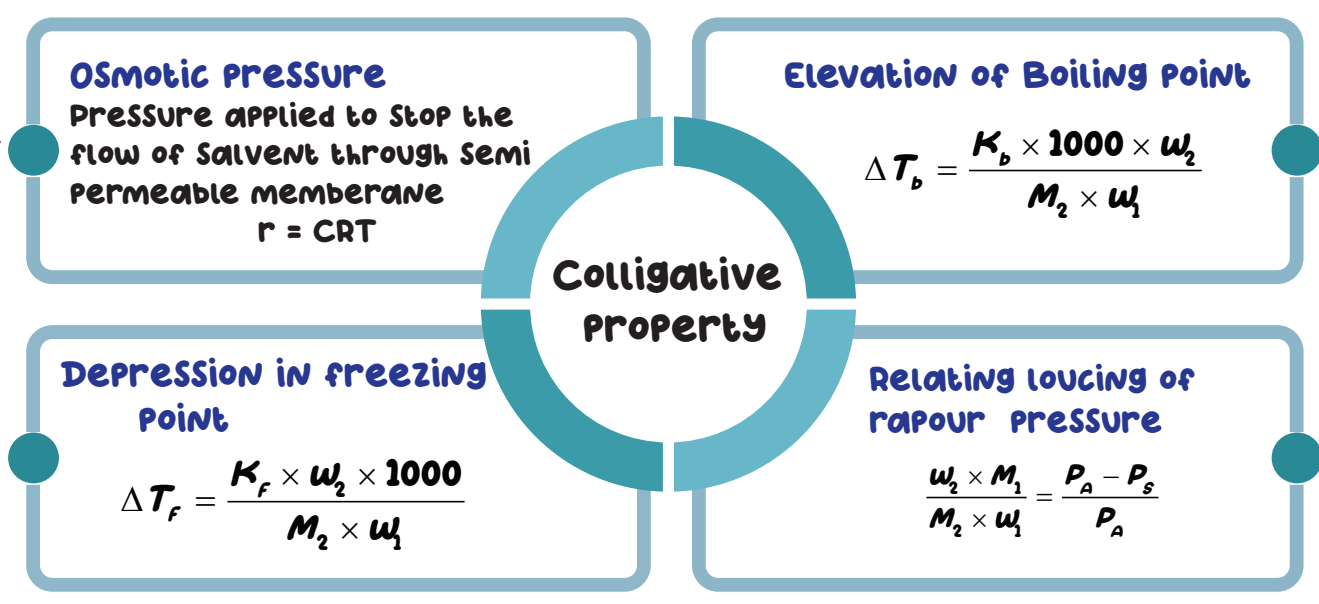 Osmotic Pressure
Pressure applied to stop the
flow of Salvent through Semi
Permeable memberane
r = CRT
Elevation of Boiling Point
Δ T_b = (K_b × 1000 × w_2) / (M_2 × w_1)
Colligative
Property
Depression in freezing
Point
Δ T_F = (K_F × w_2 × 1000) / (M_2 × w_1)
Relating loucing of
rapour Pressure
(w_2 × M_1) / (M_2 × w_1) = (P_A − P_S) / P_A